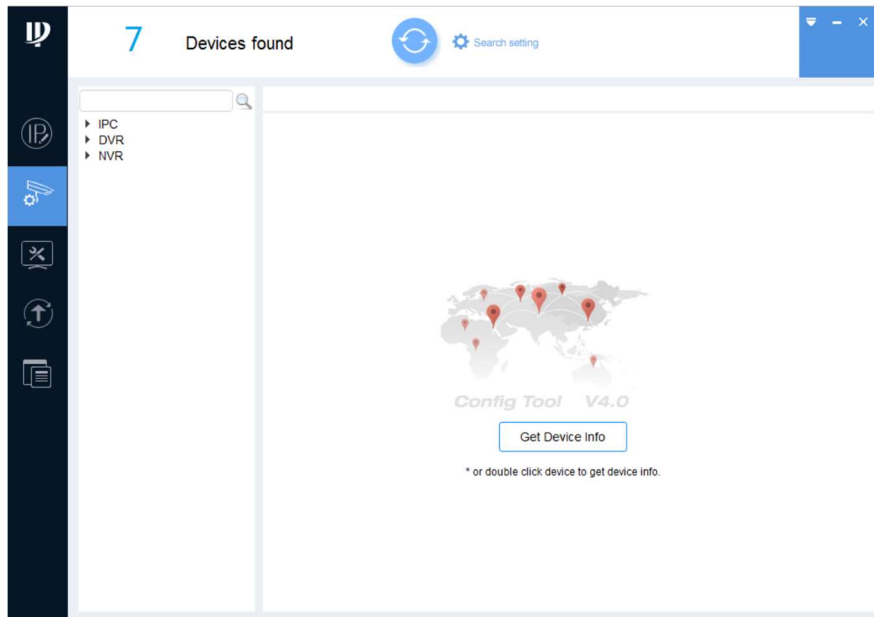 7 Devices found
Search setting
IPC
DVR
NVR
Config Tool V4.0
Get Device Info
* or double click device to get device info.